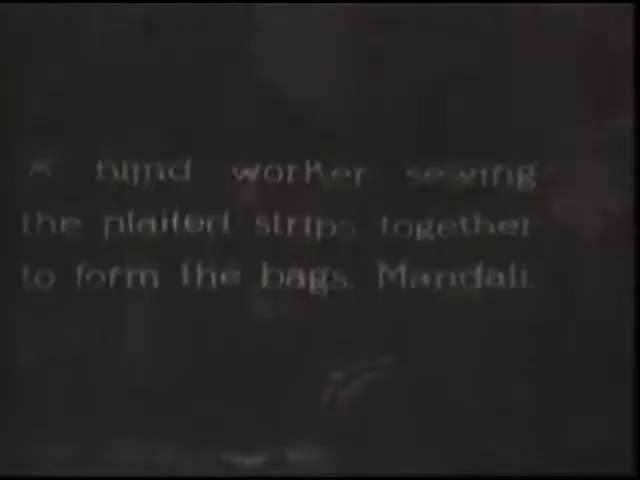 A blind worker sewing
the plaited strips together
to form the bags. Mandali.